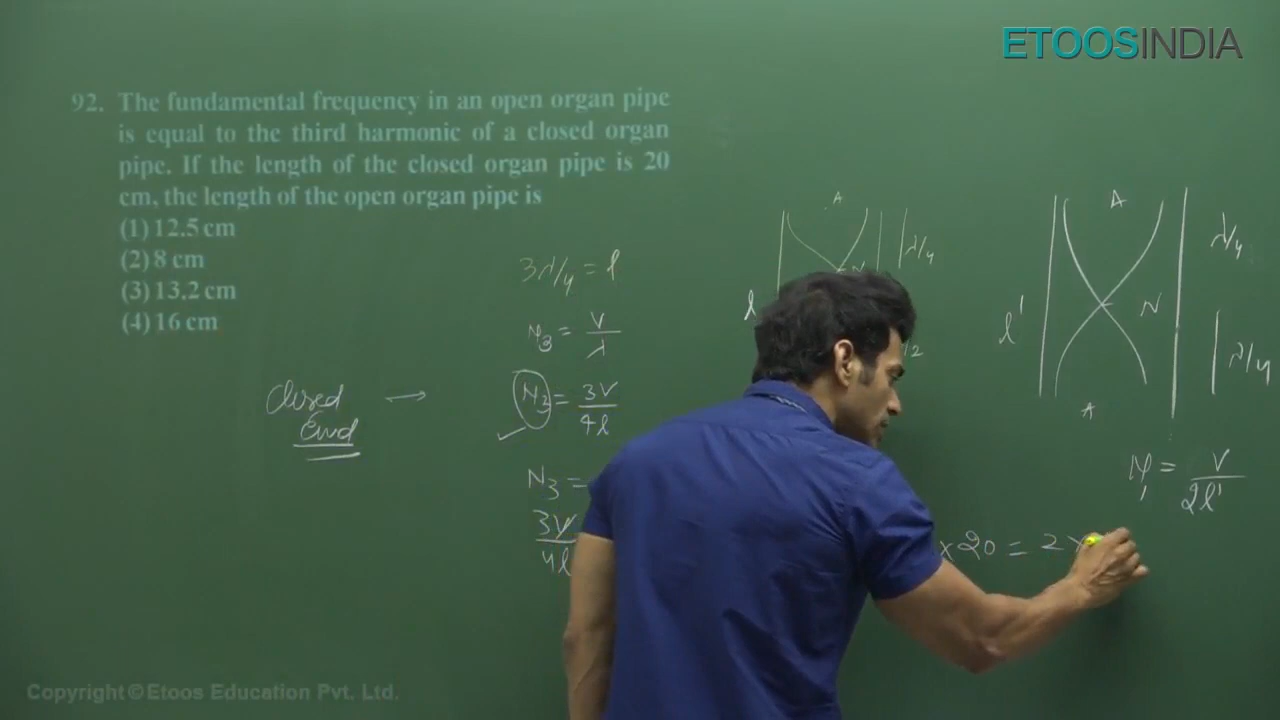 ETOOSINDIA
92. The fundamental frequency in an open organ pipe
is equal to the third harmonic of a closed organ
pipe. If the length of the closed organ pipe is 20
cm, the length of the open organ pipe is
(1) 12.5 cm
(2) 8 cm
(3) 13.2 cm
(4) 16 cm
Closed →
End
3λ/4 = l
N3 = V/λ
N3 = 3V/4l
N3 =
3V/4l
A
N
λ/4
l
/2
A
λ/4
N
l'
λ/4
A
N1 = V/2l'
x 20 = 2 x
Copyright © Etoos Education Pvt. Ltd.